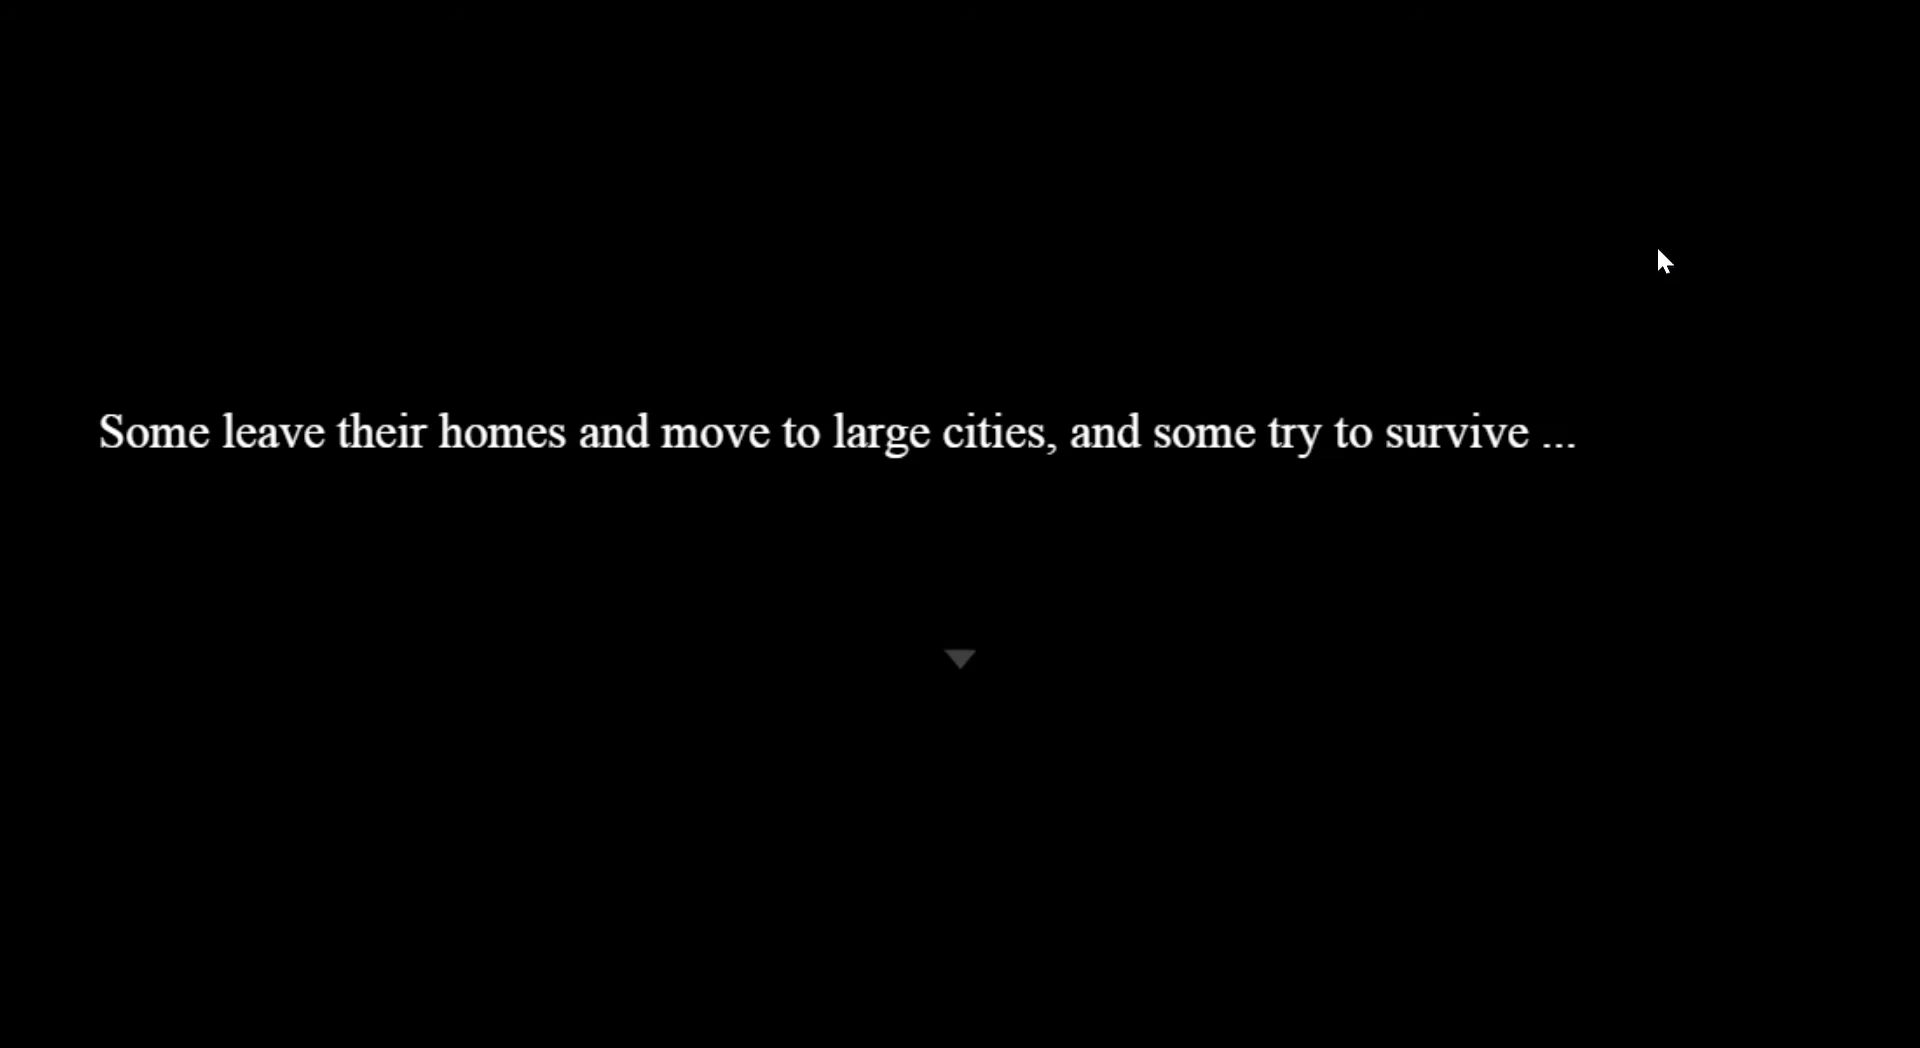 Some leave their homes and move to large cities, and some try to survive ...